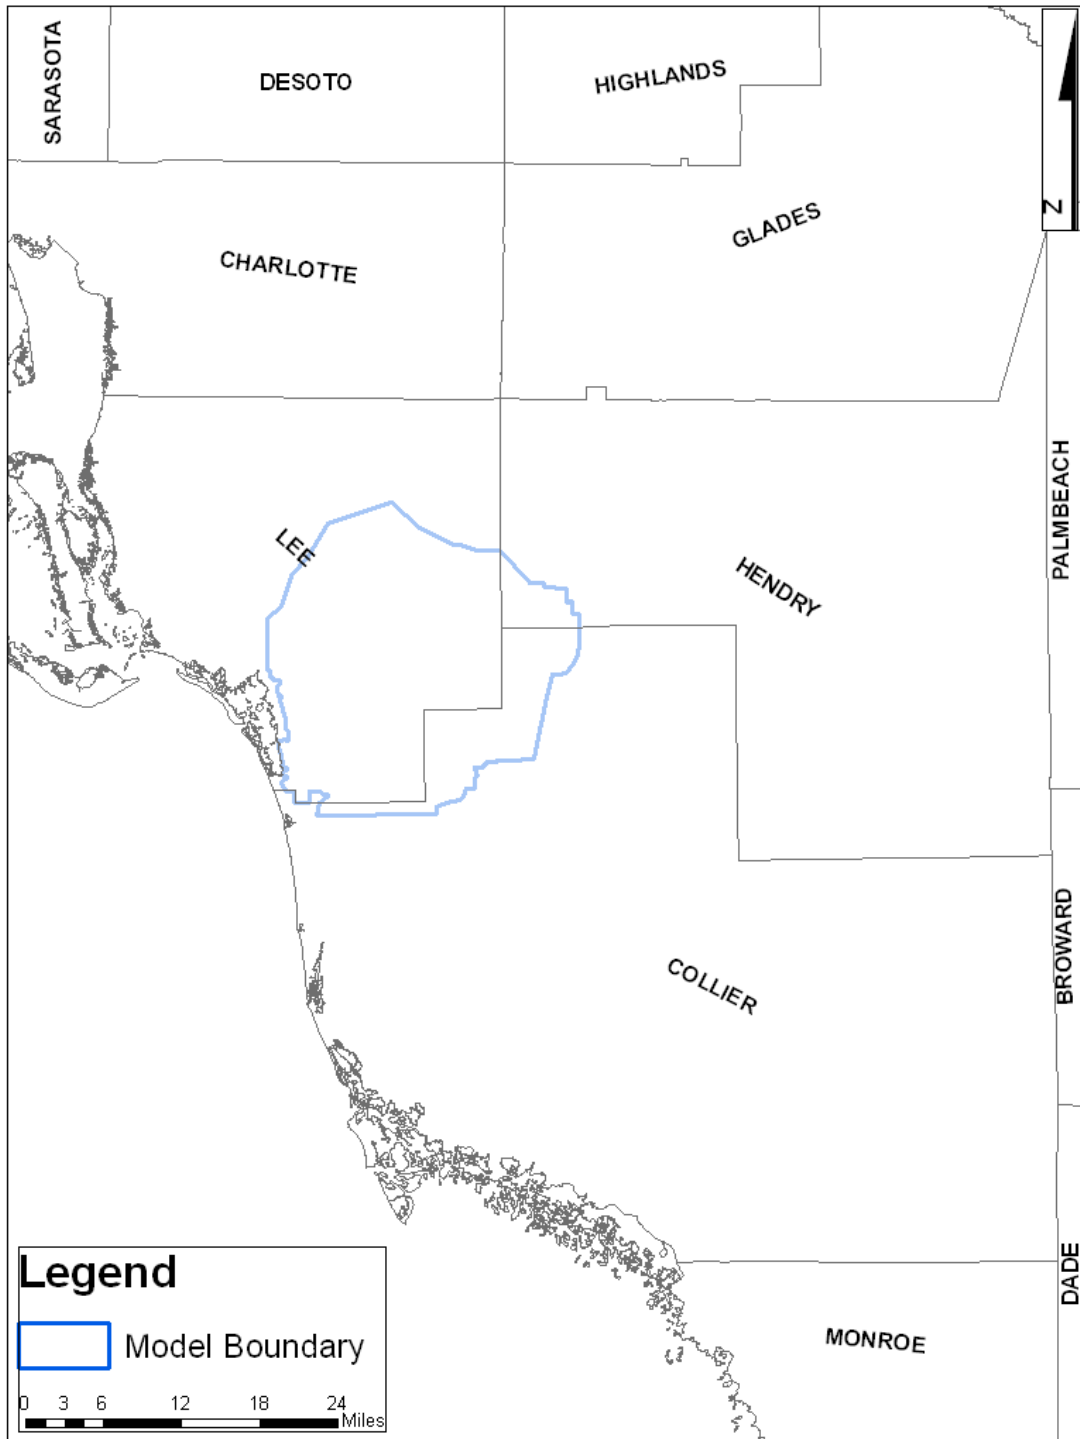 SARASOTA
DESOTO
HIGHLANDS
Z
GLADES
CHARLOTTE
PALMBEACH
LEE
HENDRY
BROWARD
COLLIER
DADE
MONROE
Legend
Model Boundary
0 3 6 12 18 24
Miles